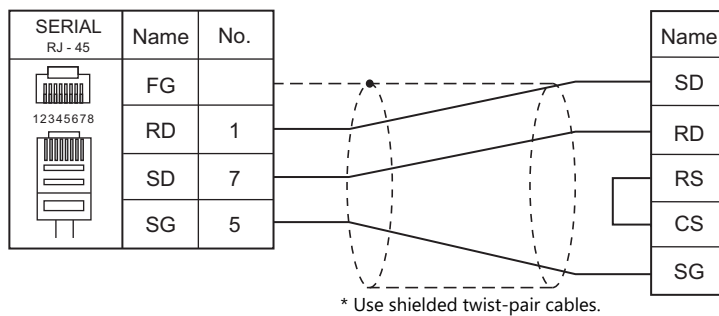 SERIAL
RJ - 45
Name
No.
12345678
FG
RD
1
SD
7
SG
5
Name
SD
RD
RS
CS
SG
* Use shielded twist-pair cables.